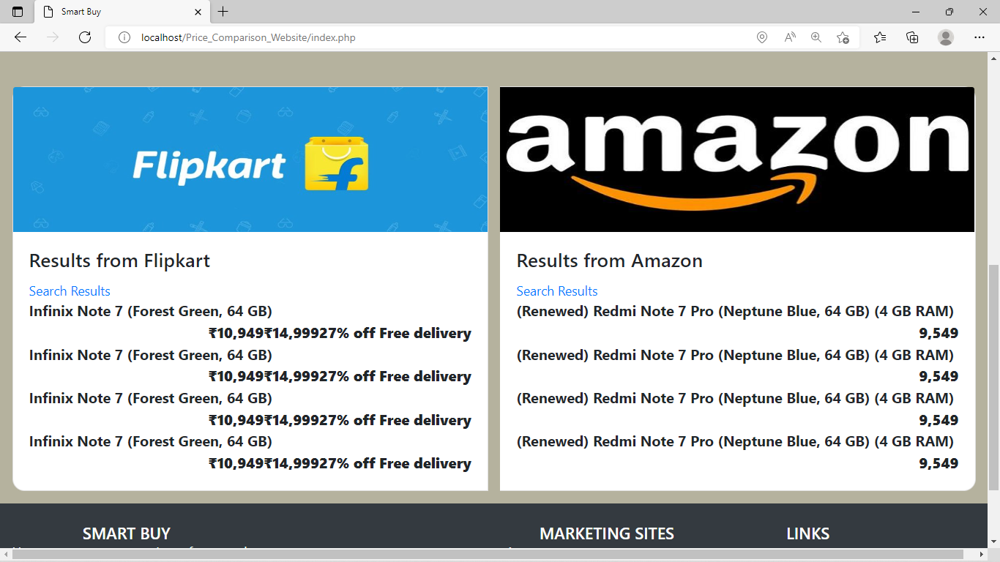 Smart Buy
localhost/Price_Comparison_Website/index.php
Flipkart
Results from Flipkart
Search Results
Infinix Note 7 (Forest Green, 64 GB)
₹10,949₹14,99927% off Free delivery
Infinix Note 7 (Forest Green, 64 GB)
₹10,949₹14,99927% off Free delivery
Infinix Note 7 (Forest Green, 64 GB)
₹10,949₹14,99927% off Free delivery
Infinix Note 7 (Forest Green, 64 GB)
₹10,949₹14,99927% off Free delivery
amazon
Results from Amazon
Search Results
(Renewed) Redmi Note 7 Pro (Neptune Blue, 64 GB) (4 GB RAM)
9,549
(Renewed) Redmi Note 7 Pro (Neptune Blue, 64 GB) (4 GB RAM)
9,549
(Renewed) Redmi Note 7 Pro (Neptune Blue, 64 GB) (4 GB RAM)
9,549
(Renewed) Redmi Note 7 Pro (Neptune Blue, 64 GB) (4 GB RAM)
9,549
SMART BUY
MARKETING SITES
LINKS